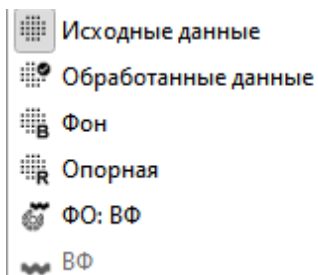 Исходные данные
Обработанные данные
B Фон
R Опорная
ФО: ВФ
ВФ